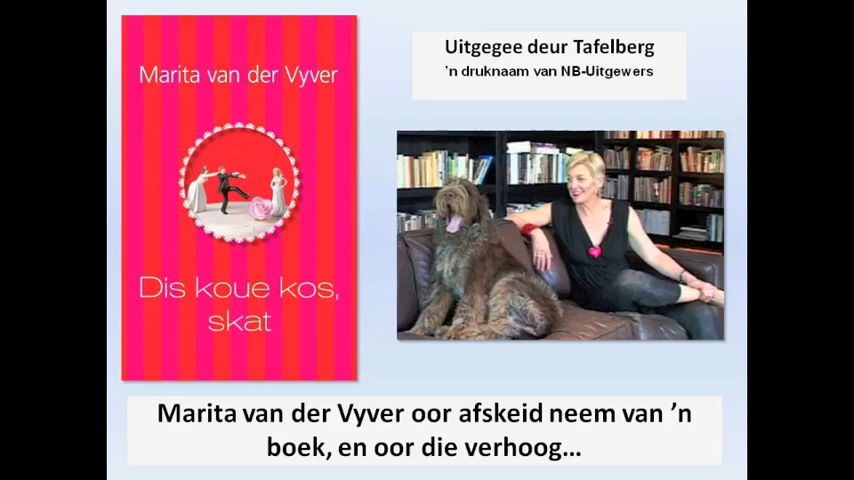 Marita van der Vyver
Dis koue kos,
skat
Uitgegee deur Tafelberg
’n druknaam van NB-Uitgewers
Marita van der Vyver oor afskeid neem van ’n
boek, en oor die verhoog...